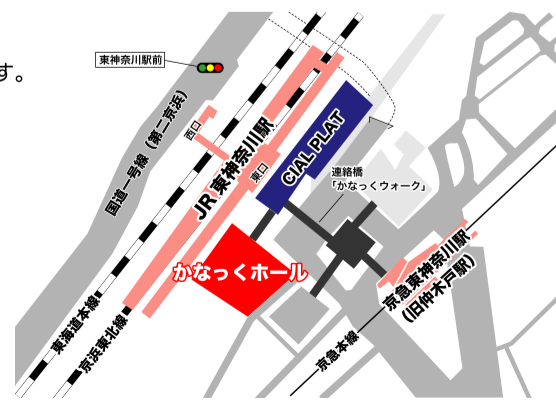 す。
東神奈川駅前
国道一号線(第二京浜)
西口
JR 東神奈川駅
東口
CIAL PLAT
連絡橋
「かなっくウォーク」
かなっくホール
京急東神奈川駅
(旧仲木戸駅)
東海道本線
京浜東北線
京急本線